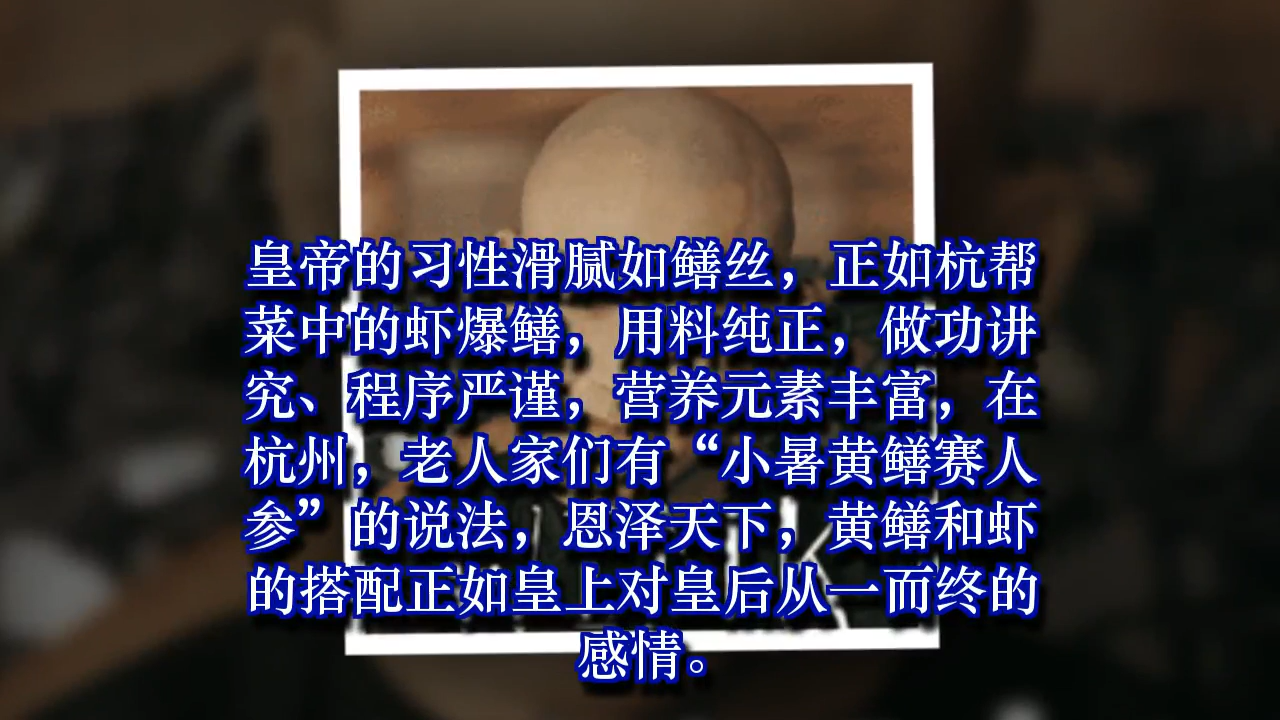 皇帝的习性滑腻如鳝丝，正如杭帮
菜中的虾爆鳝，用料纯正，做功讲
究、程序严谨，营养元素丰富，在
杭州，老人家们有“小暑黄鳝赛人
参”的说法，恩泽天下，黄鳝和虾
的搭配正如皇上对皇后从一而终的
感情。